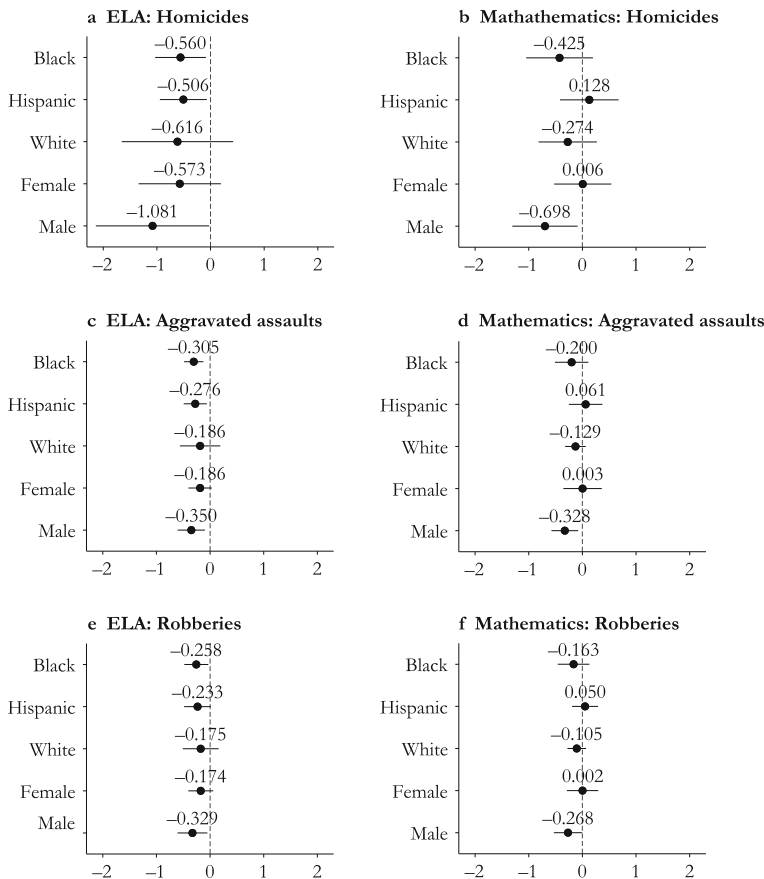 a ELA: Homicides
Black
−0.560
Hispanic
−0.506
White
−0.616
Female
−0.573
Male
−1.081
−2 −1 0 1 2
b Mathathematics: Homicides
Black
−0.425
Hispanic
0.128
White
−0.274
Female
0.006
Male
−0.698
−2 −1 0 1 2
c ELA: Aggravated assaults
Black
−0.305
Hispanic
−0.276
White
−0.186
Female
−0.186
Male
−0.350
−2 −1 0 1 2
d Mathematics: Aggravated assaults
Black
−0.200
Hispanic
0.061
White
−0.129
Female
0.003
Male
−0.328
−2 −1 0 1 2
e ELA: Robberies
Black
−0.258
Hispanic
−0.233
White
−0.175
Female
−0.174
Male
−0.329
−2 −1 0 1 2
f Mathematics: Robberies
Black
−0.163
Hispanic
0.050
White
−0.105
Female
0.002
Male
−0.268
−2 −1 0 1 2